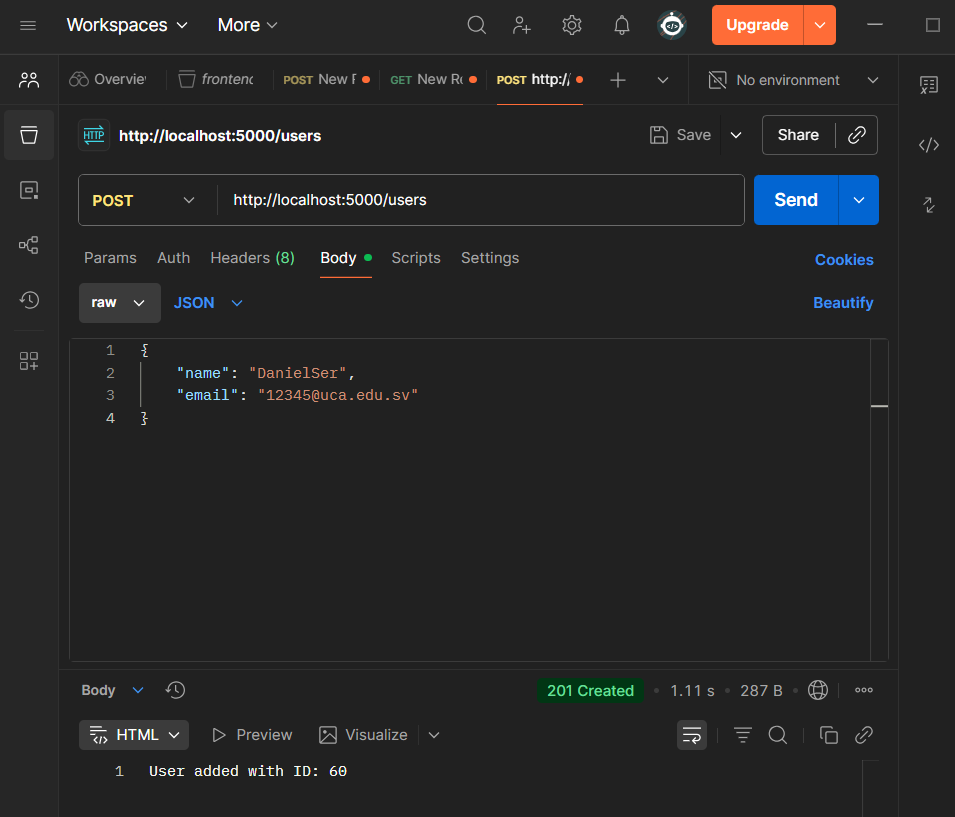 Workspaces More Upgrade
Overvie frontenc POST New F GET New Rc POST http:// No environment
HTTP http://localhost:5000/users Save Share
POST http://localhost:5000/users Send
Params Auth Headers (8) Body Scripts Settings Cookies
raw JSON Beautify
1 {
2 "name": "DanielSer",
3 "email": "12345@uca.edu.sv"
4 }
Body 201 Created 1.11 s 287 B
HTML Preview Visualize
1 User added with ID: 60